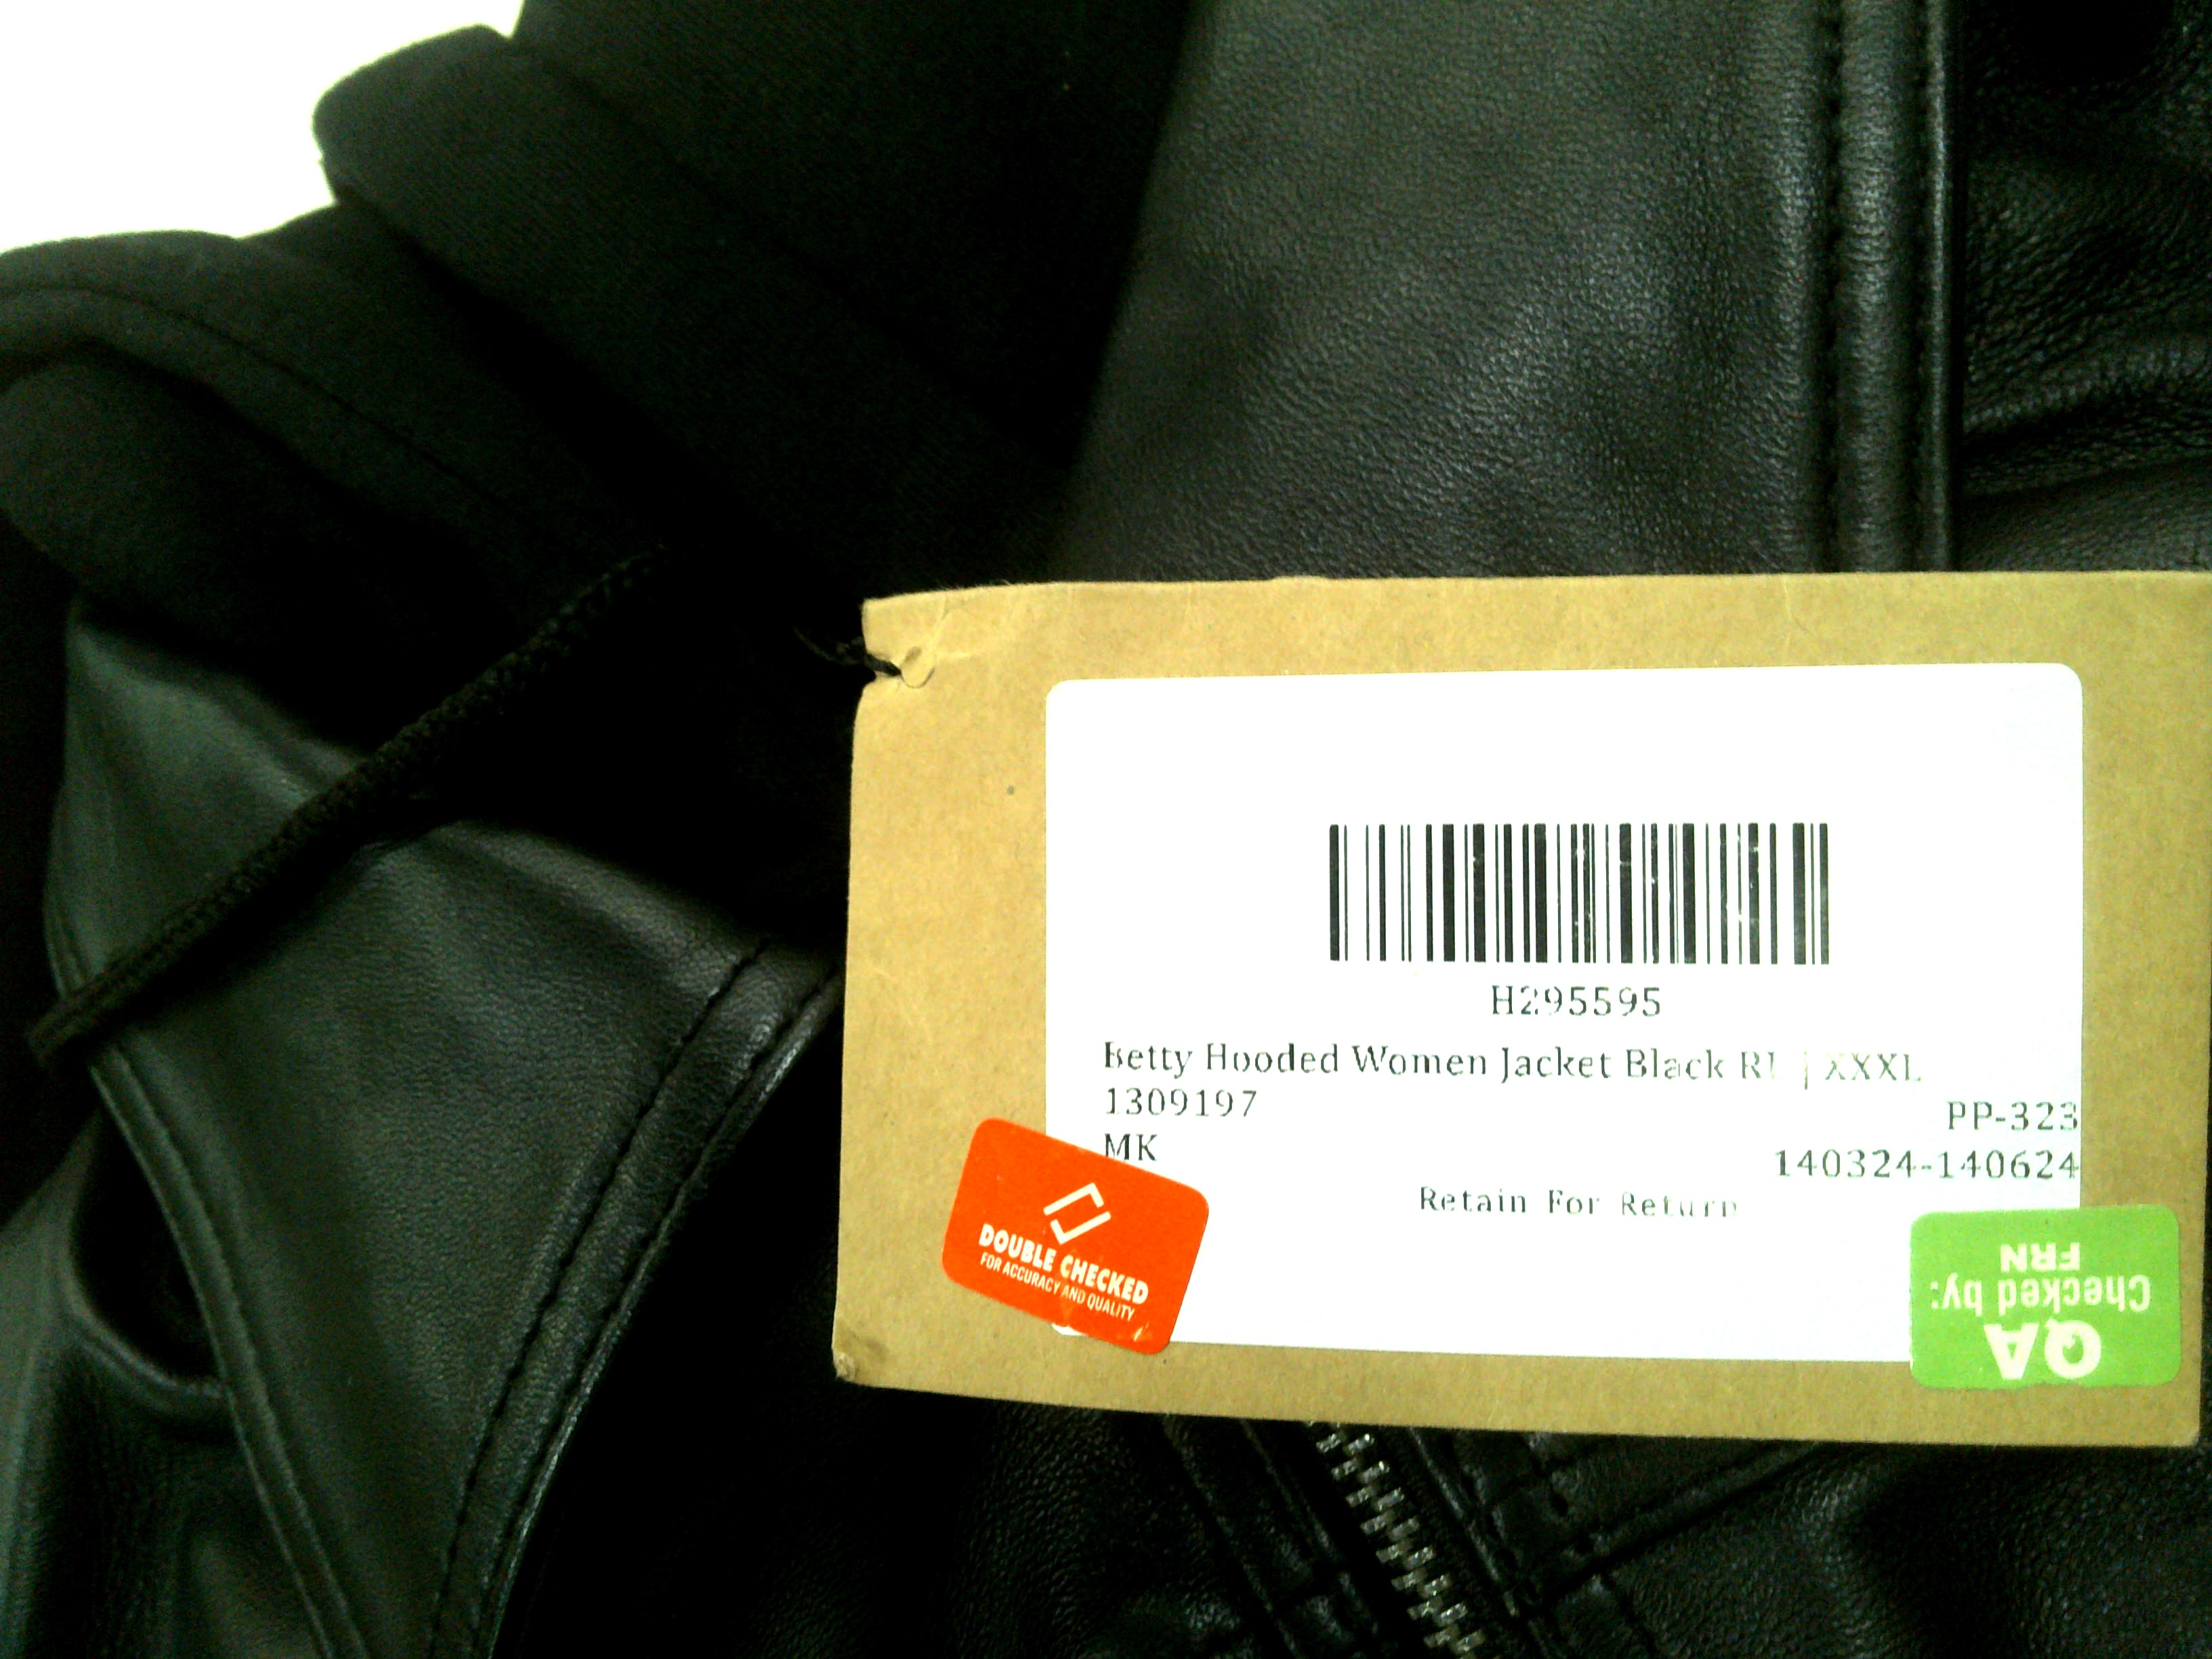 H295595
Betty Hooded Women Jacket Black | XXXL
1309197
PP-323
MK
140324-140624
Retain For Return
DOUBLE CHECKED
FOR ACCURACY AND QUALITY
QA
Checked by:
FRN